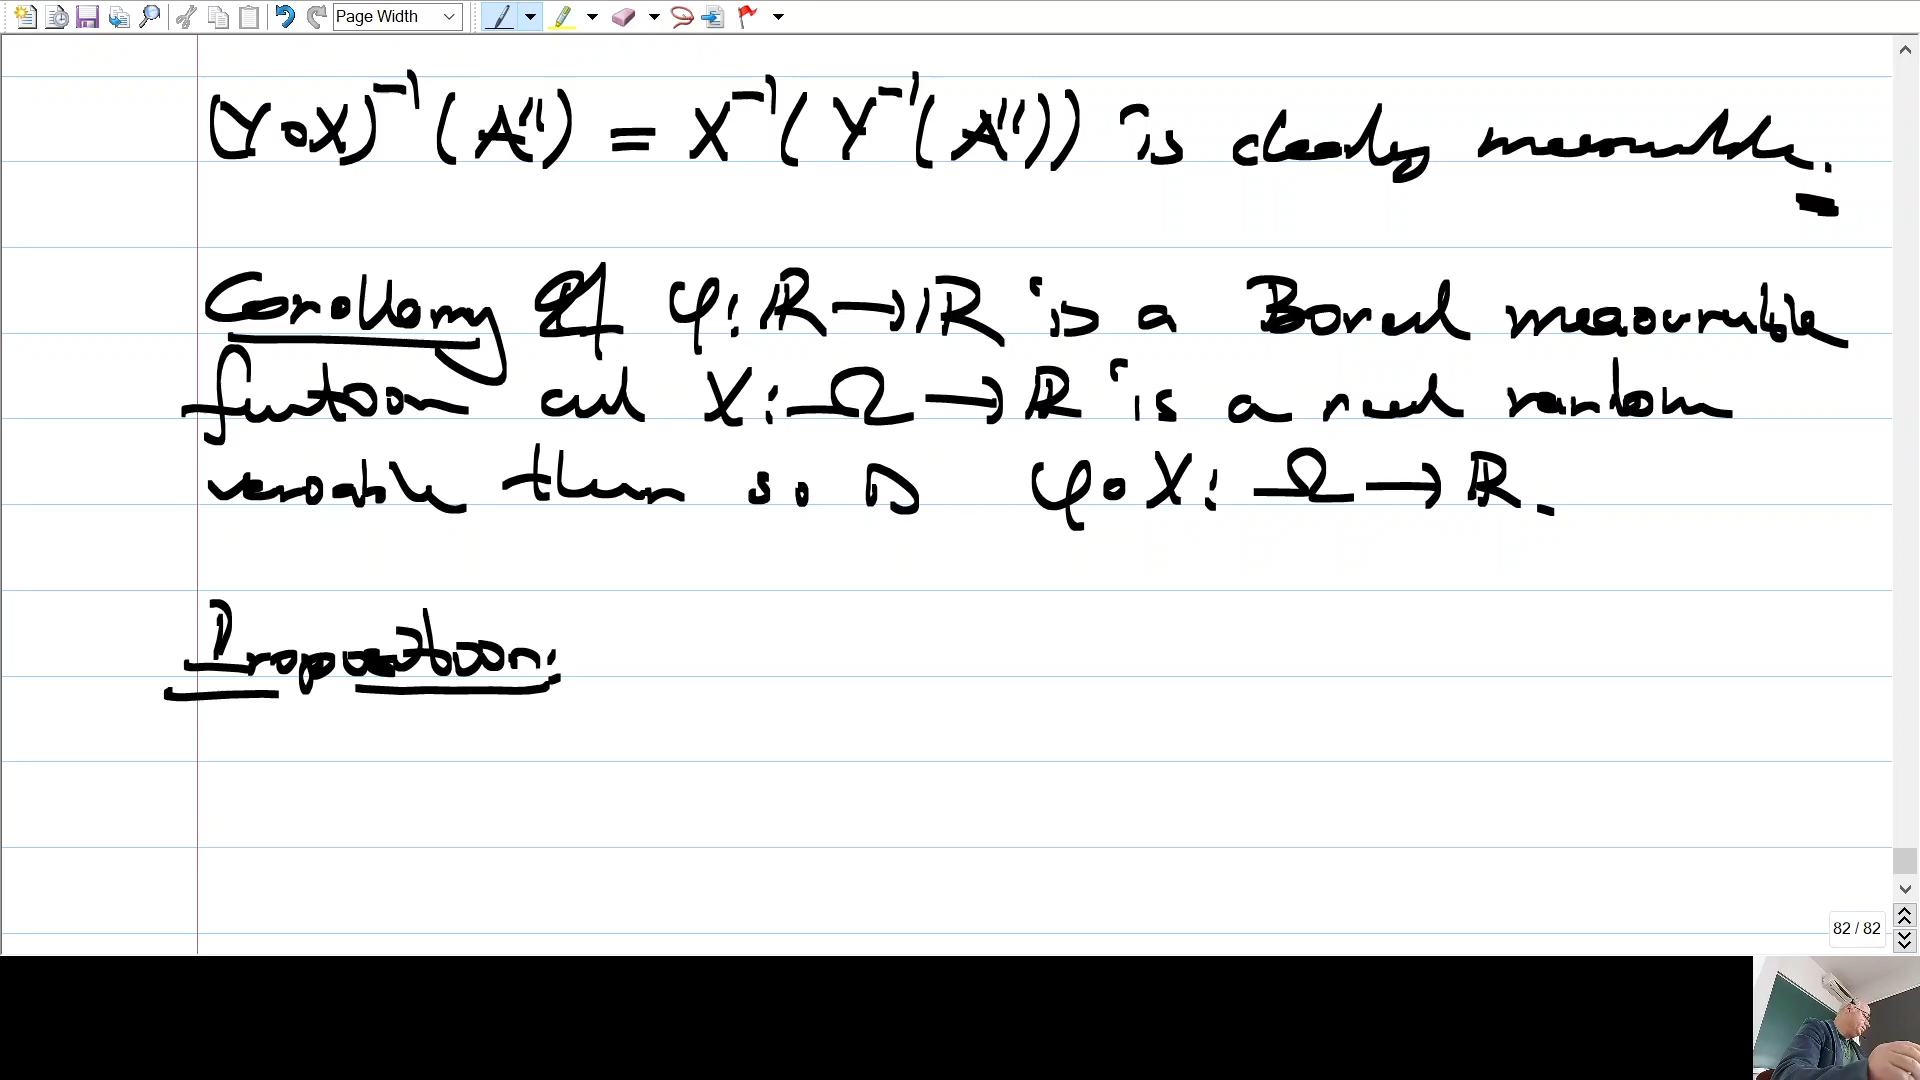 Page Width
(Y∘X)⁻¹(A'') = X⁻¹(Y⁻¹(A'')) is clearly measurable.
Corollary If φ: ℝ → ℝ is a Borel measurable
function and X: Ω → ℝ is a real random
variable then so is φ∘X: Ω → ℝ.
Proposition:
82 / 82